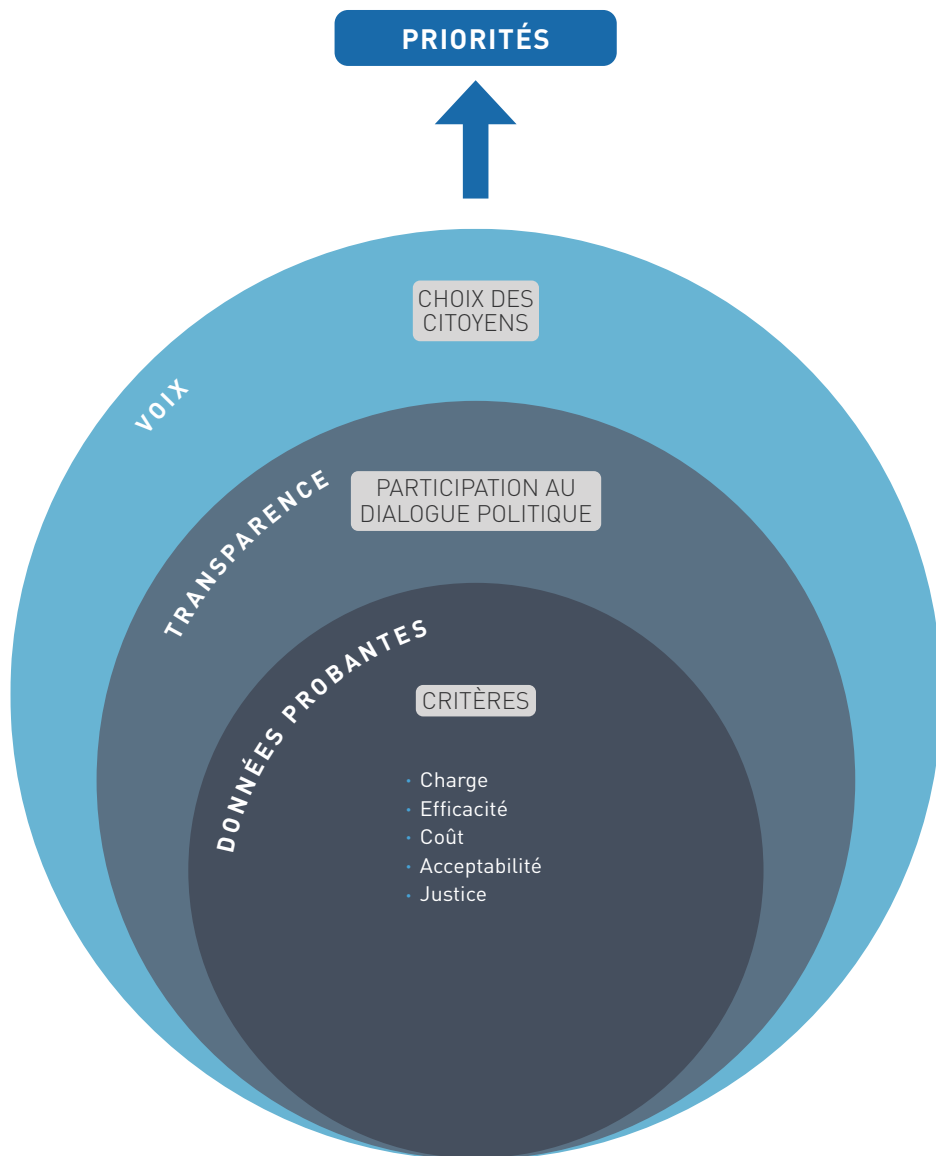 PRIORITÉS
CHOIX DES
CITOYENS
VOIX
PARTICIPATION AU
DIALOGUE POLITIQUE
TRANSPARENCE
DONNÉES PROBANTES
CRITÈRES
· Charge
· Efficacité
· Coût
· Acceptabilité
· Justice